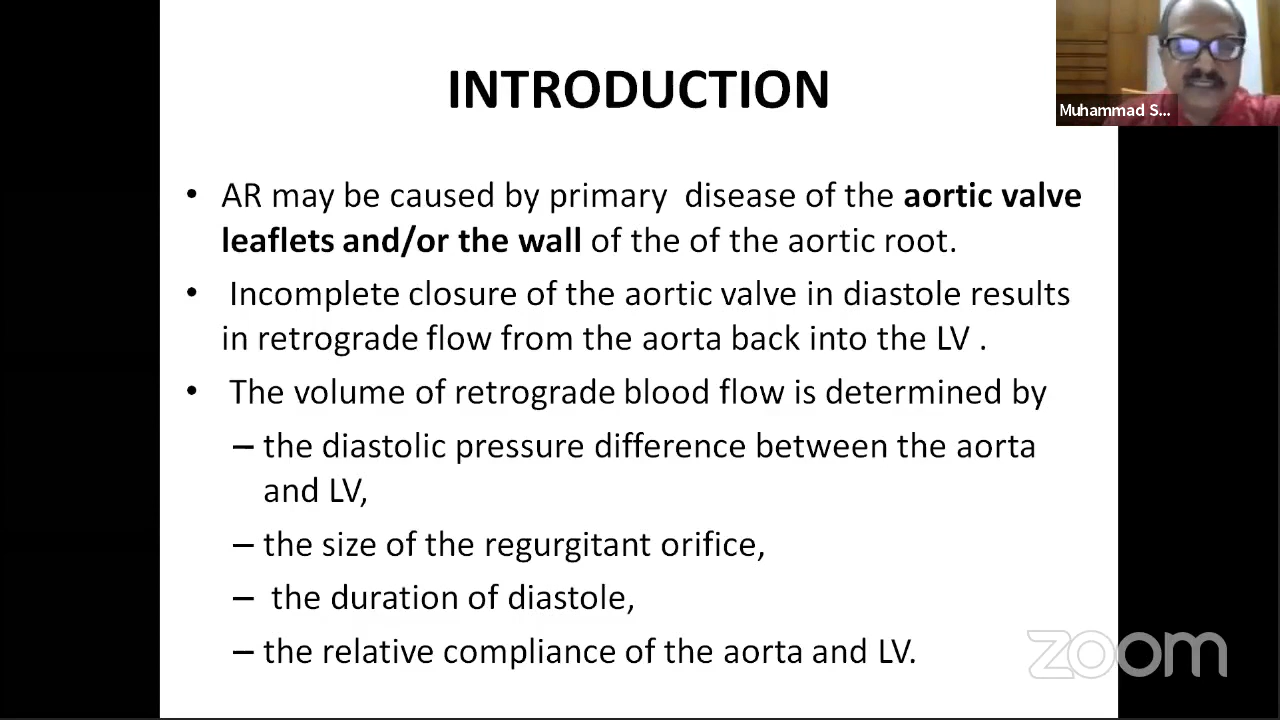 INTRODUCTION
Muhammad S...
• AR may be caused by primary disease of the aortic valve
leaflets and/or the wall of the of the aortic root.
• Incomplete closure of the aortic valve in diastole results
in retrograde flow from the aorta back into the LV .
• The volume of retrograde blood flow is determined by
– the diastolic pressure difference between the aorta
and LV,
– the size of the regurgitant orifice,
– the duration of diastole,
– the relative compliance of the aorta and LV.
zoom